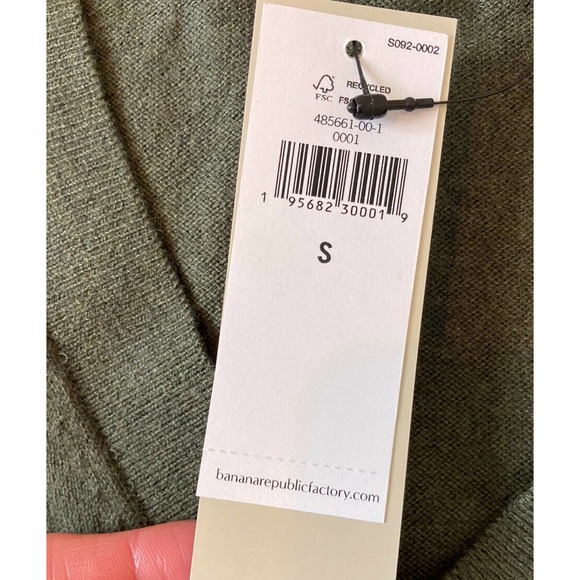 S092-0002
RECYCLED
FSC
485661-00-1
0001
1 95682 30001 9
S
bananarepublicfactory.com